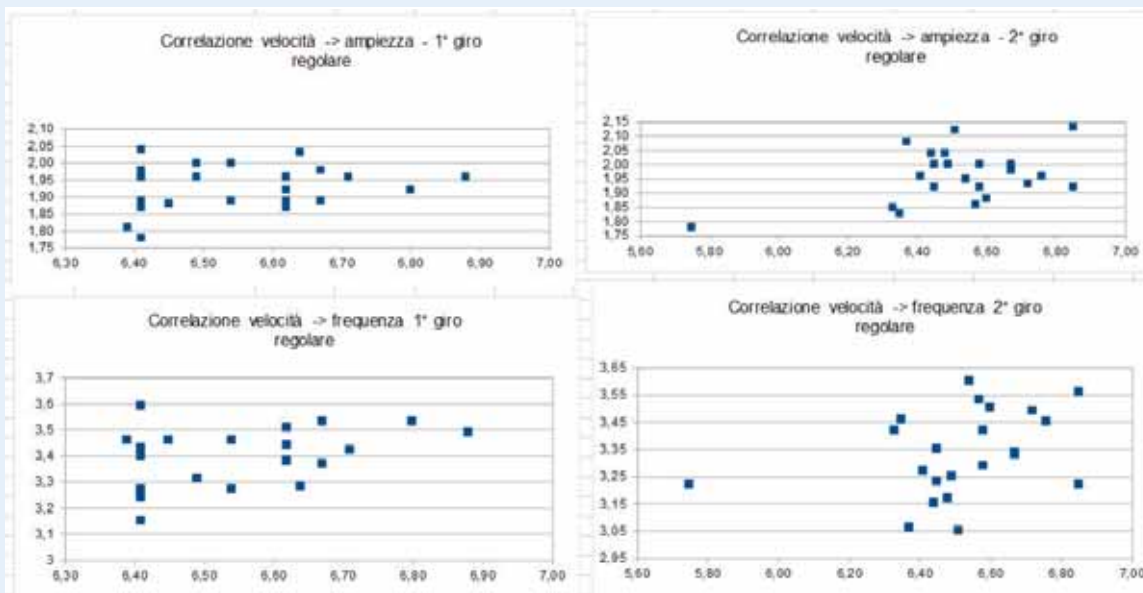 Correlazione velocità -> ampiezza - 1° giro
regolare
2,10
2,05
2,00
1,95
1,90
1,85
1,80
1,75
6,30 6,40 6,50 6,60 6,70 6,80 6,90 7,00
Correlazione velocità -> ampiezza - 2° giro
regolare
2,15
2,10
2,05
2,00
1,95
1,90
1,85
1,80
1,75
5,60 5,80 6,00 6,20 6,40 6,60 6,80 7,00
Correlazione velocità -> frequenza 1° giro
regolare
3,7
3,6
3,5
3,4
3,3
3,2
3,1
3
6,30 6,40 6,50 6,60 6,70 6,80 6,90 7,00
Correlazione velocità -> frequenza 2° giro
regolare
3,65
3,55
3,45
3,35
3,25
3,15
3,05
2,95
5,60 5,80 6,00 6,20 6,40 6,60 6,80 7,00